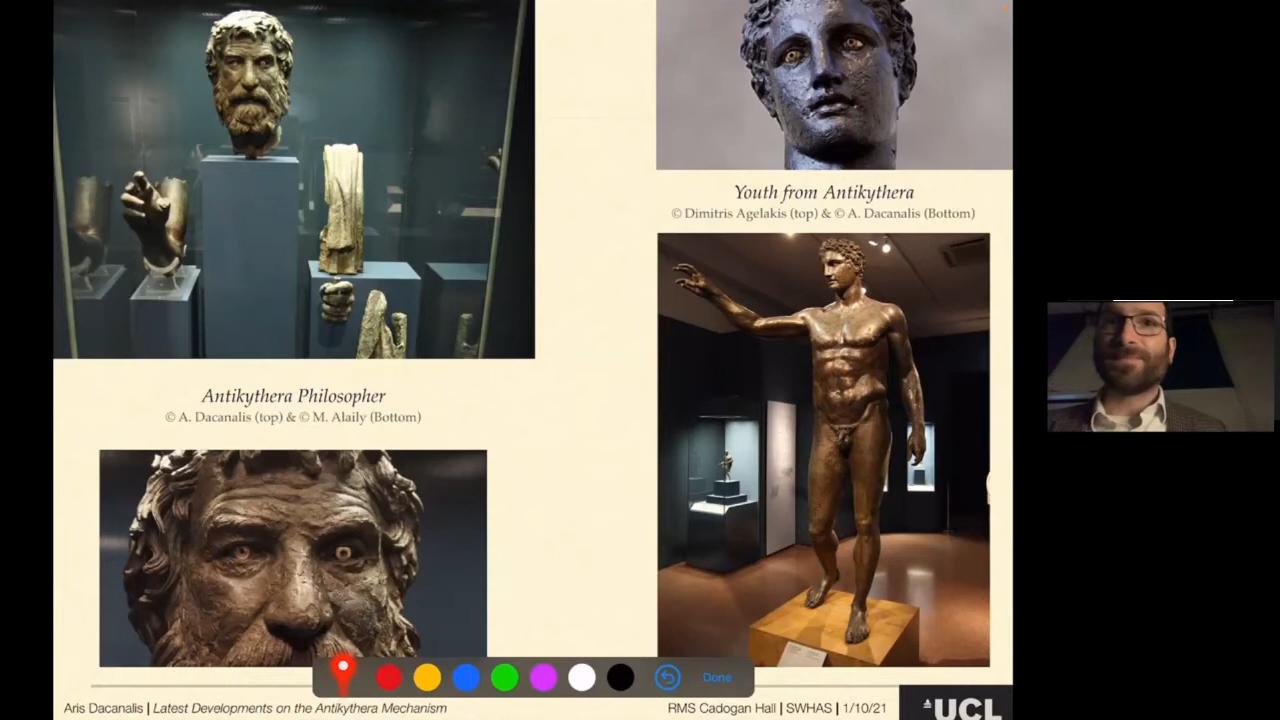 Youth from Antikythera
© Dimitris Agelakis (top) & © A. Dacanalis (Bottom)
Antikythera Philosopher
© A. Dacanalis (top) & © M. Alaily (Bottom)
Done
Aris Dacanalis | Latest Developments on the Antikythera Mechanism
RMS Cadogan Hall | SWHAS | 1/10/21
UCL